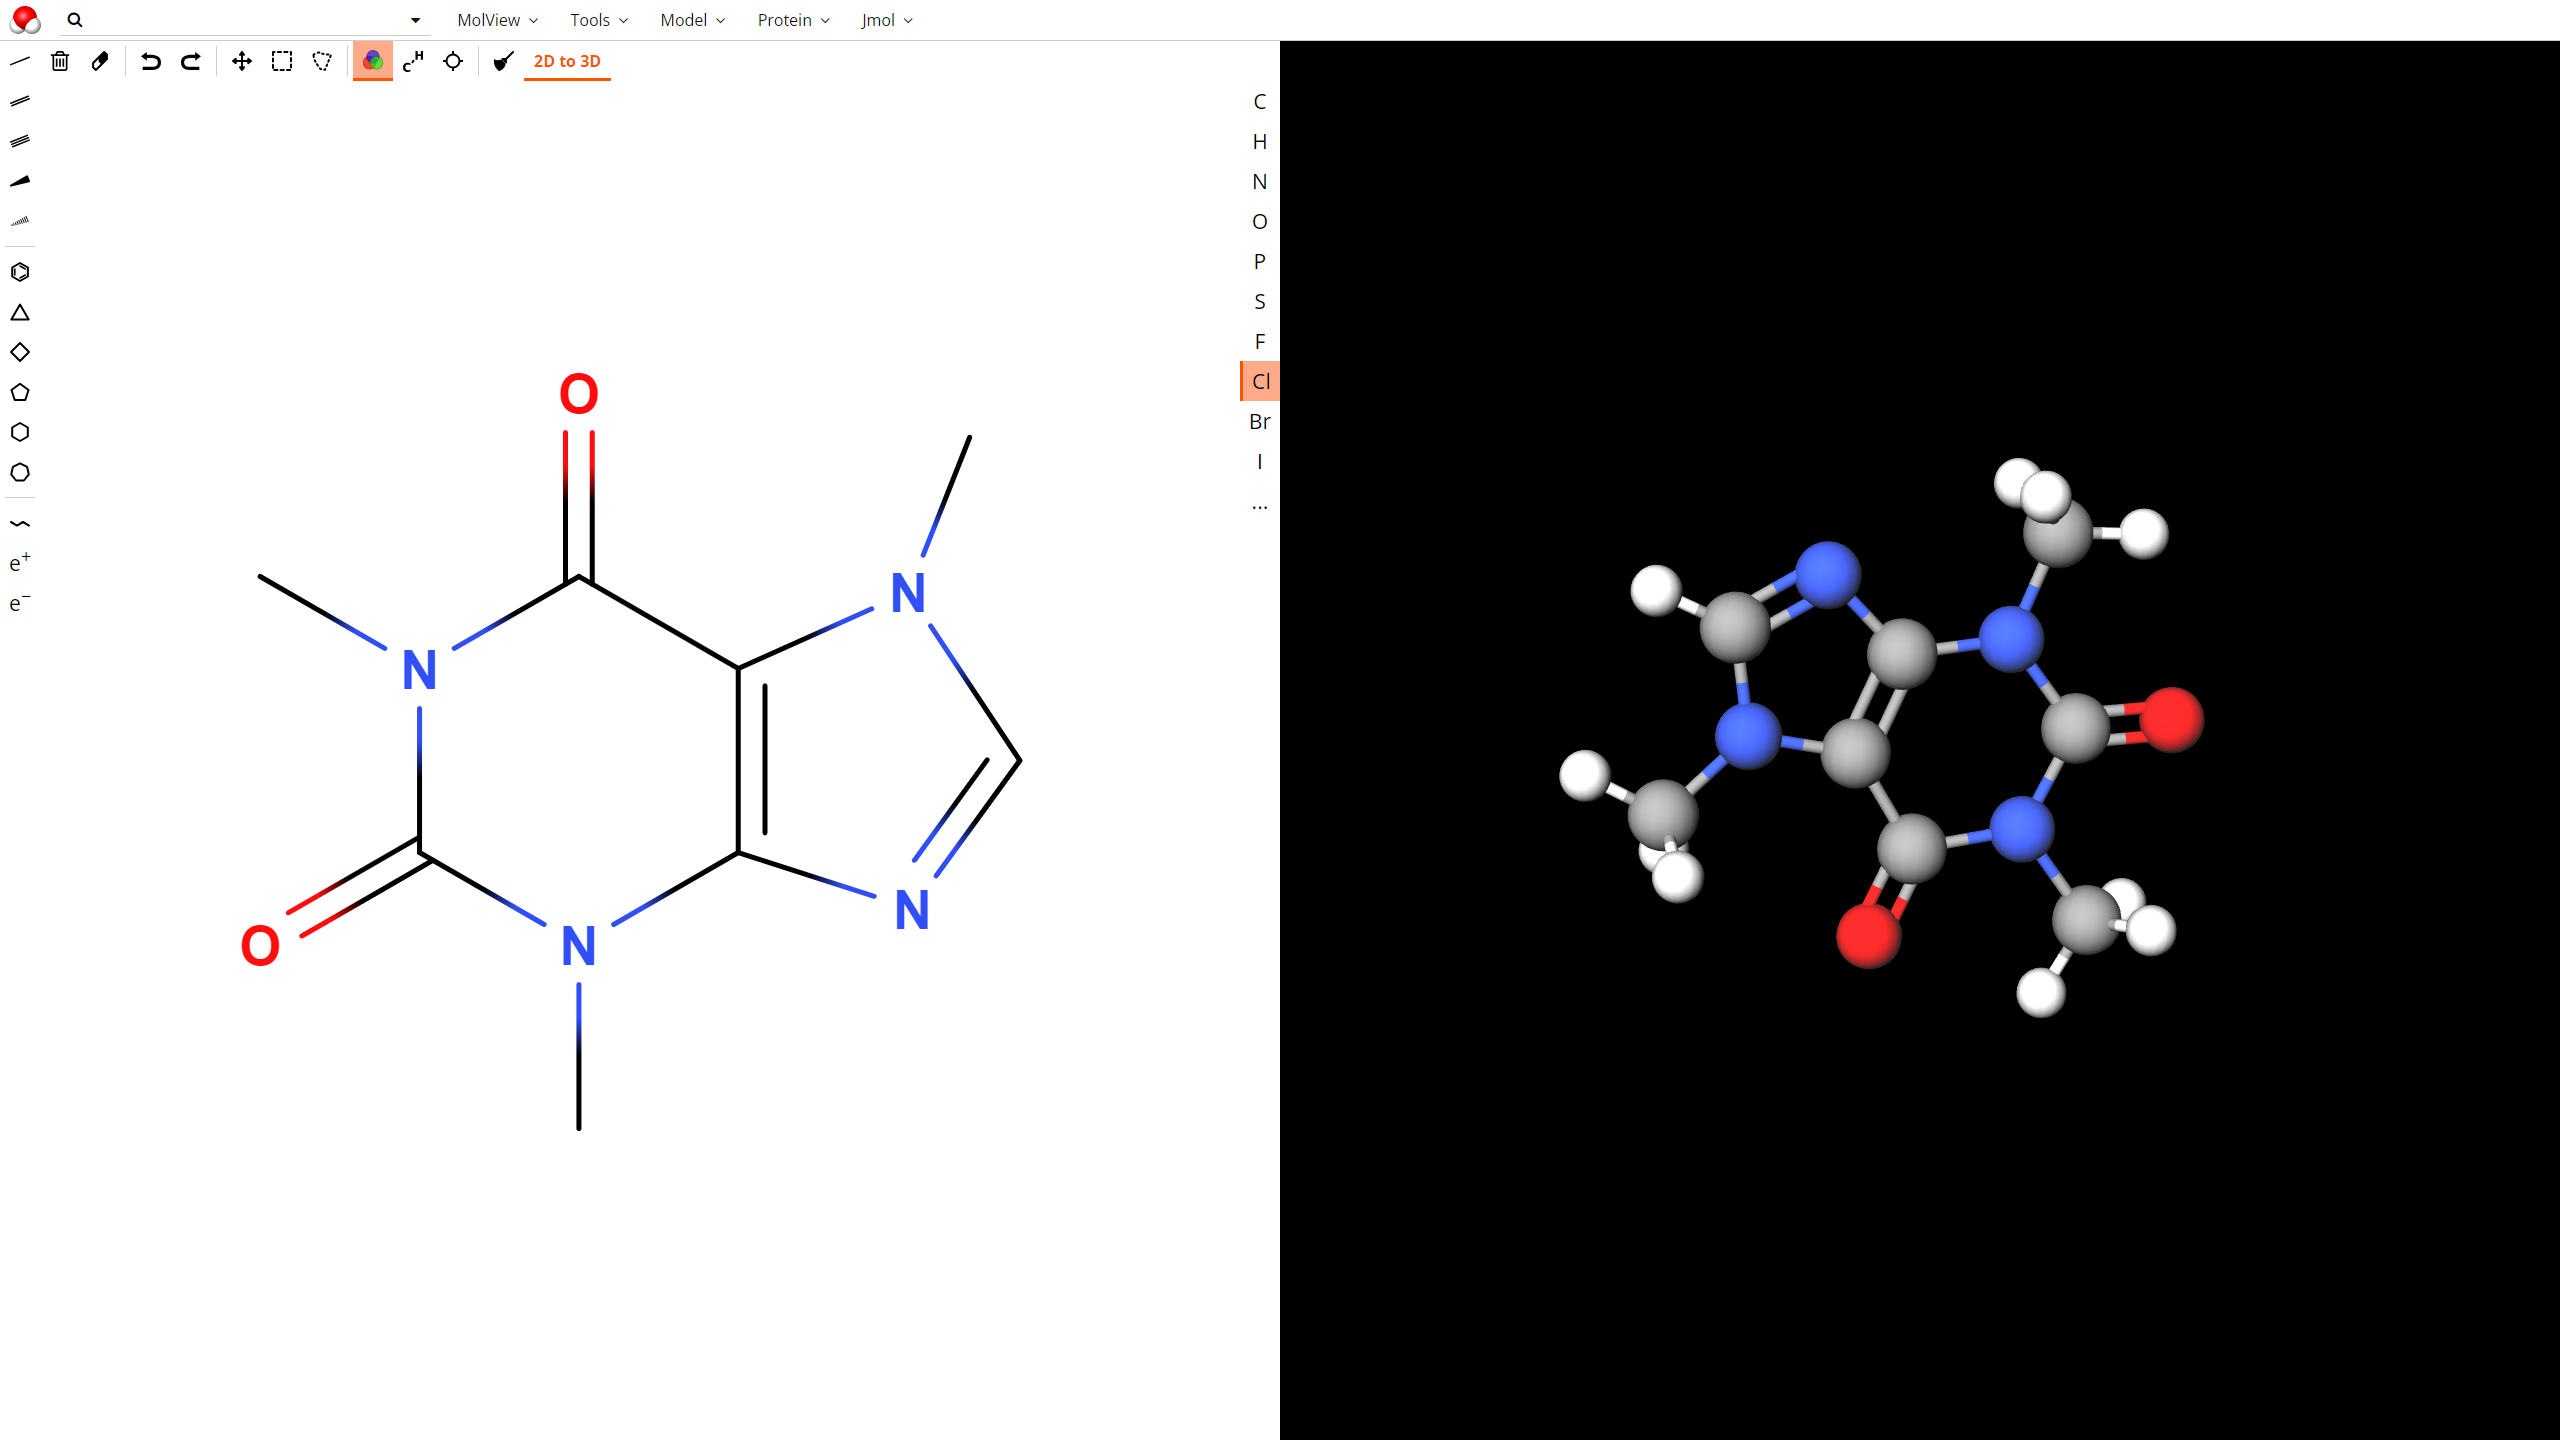 MolView Tools Model Protein Jmol
C H 2D to 3D
C
H
N
O
P
S
F
Cl
Br
I
...
e+
e−
O
N
N
O
N
N